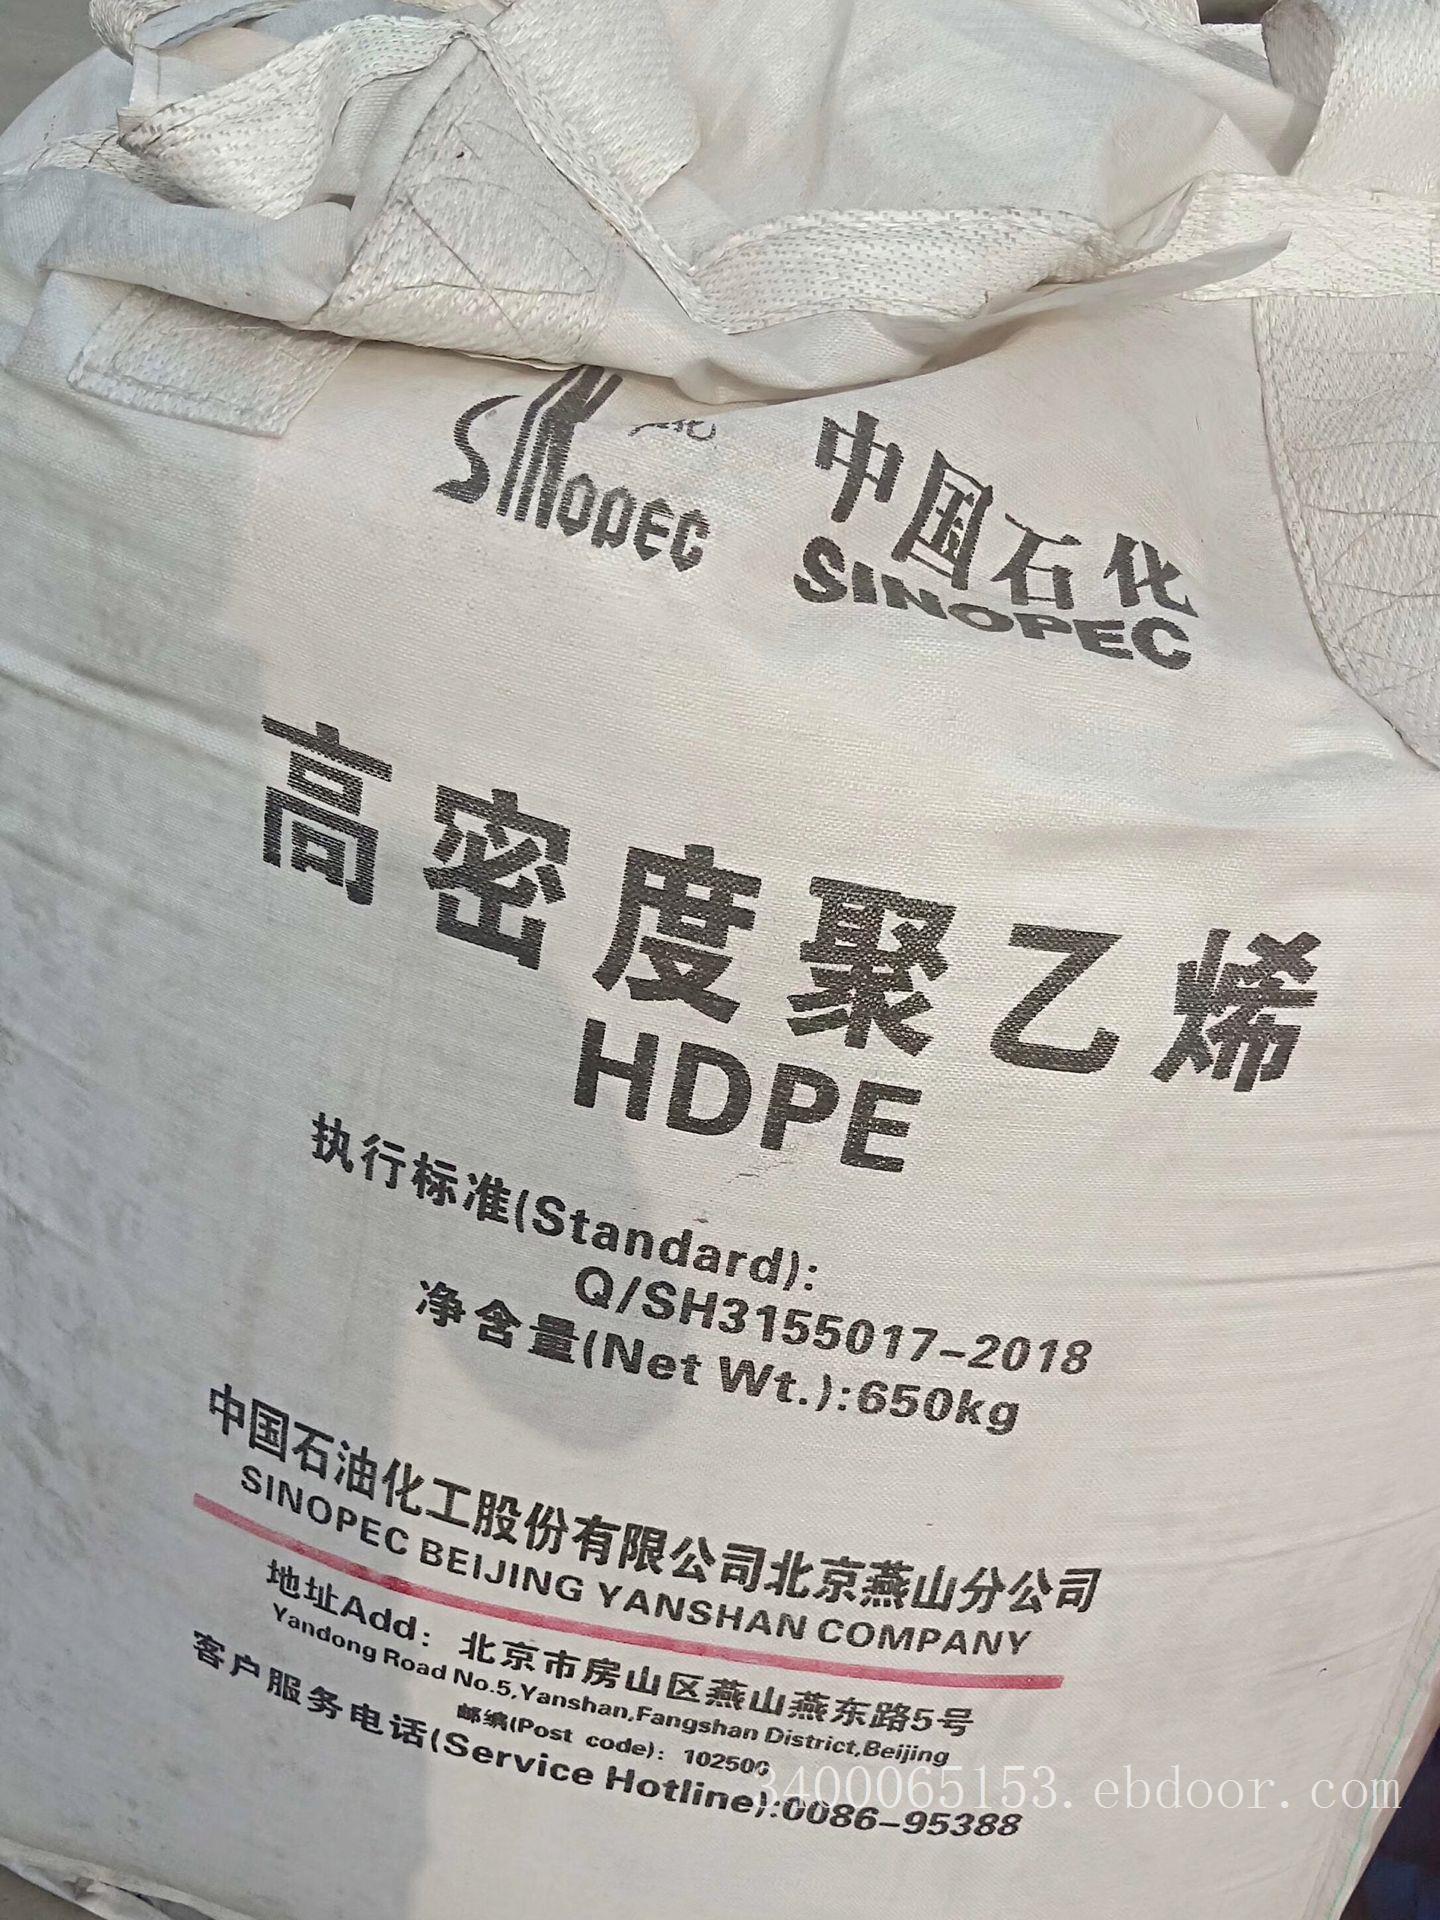 SINOPEC
中国石化
SINOPEC
高密度聚乙烯
HDPE
执行标准(Standard):
Q/SH3155017-2018
净含量(Net Wt.):650kg
中国石油化工股份有限公司北京燕山分公司
SINOPEC BEIJING YANSHAN COMPANY
地址Add: 北京市房山区燕山燕东路5号
Yandong Road No.5,Yanshan,Fangshan District,Beijing
邮编(Post code): 102500
客户服务电话(Service Hotline):0086-95388
3400065153.ebdoor.com